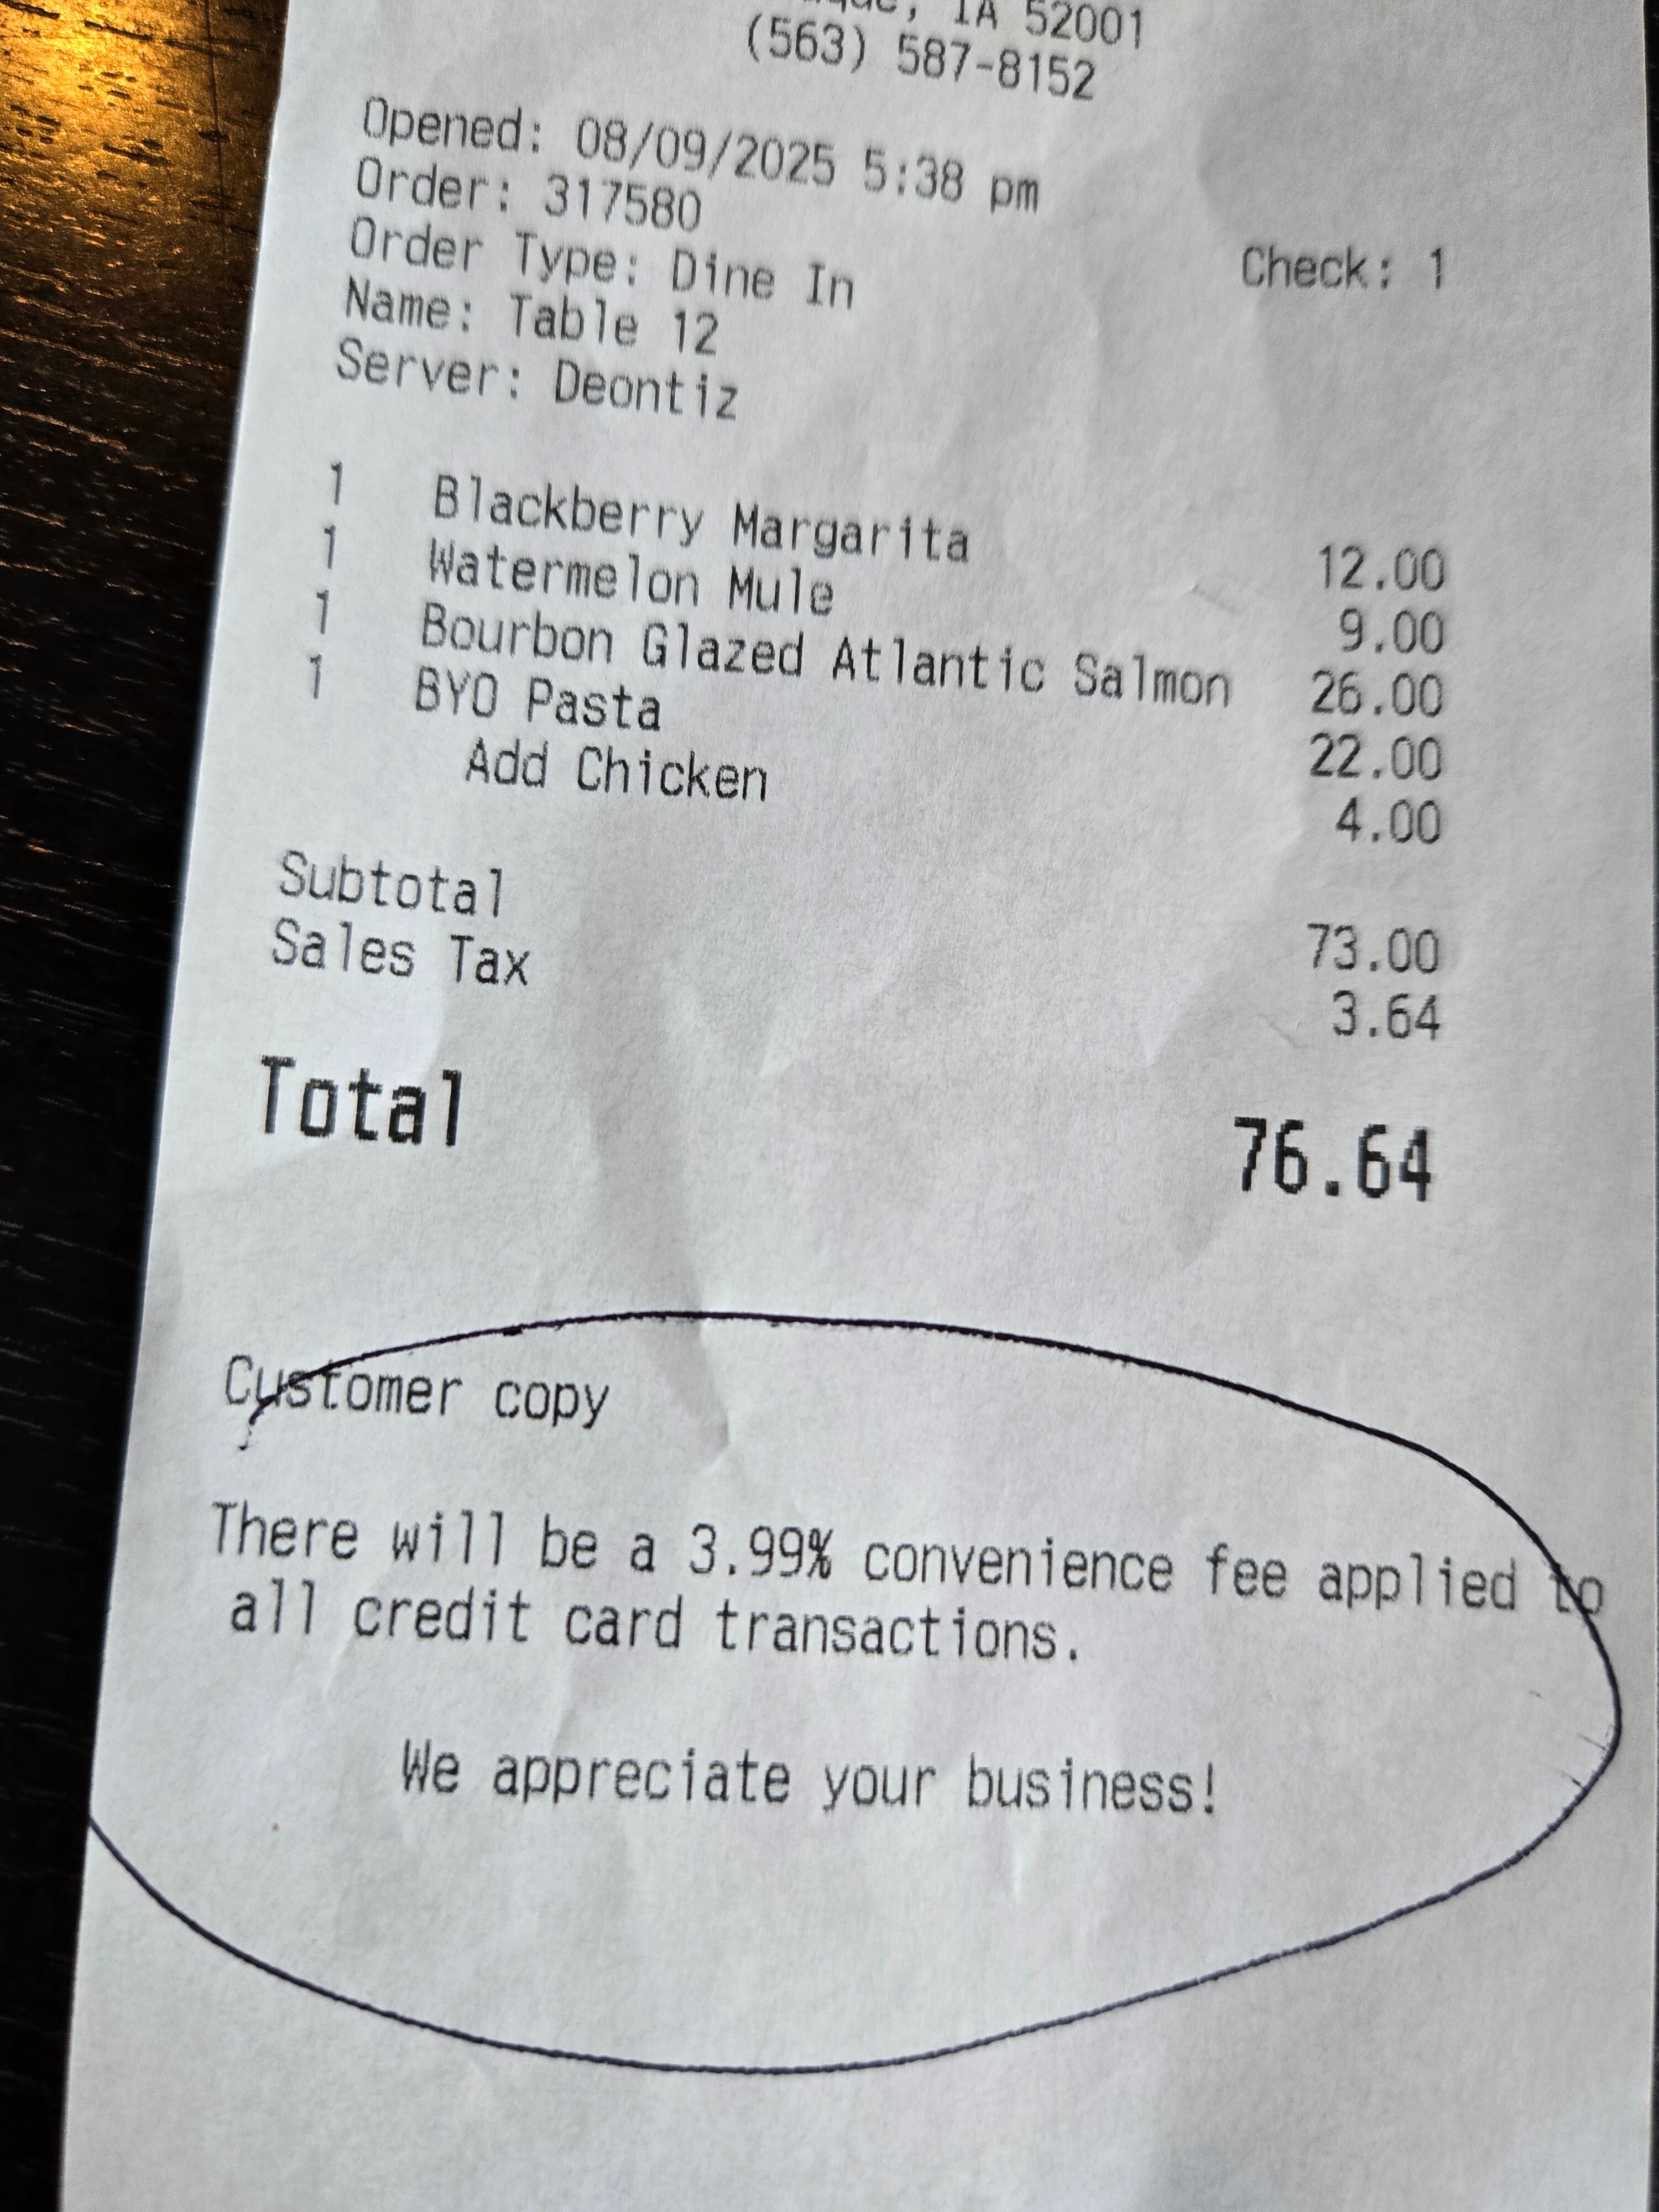 IA 52001
(563) 587-8152
Opened: 08/09/2025 5:38 pm
Order: 317580
Order Type: Dine In Check: 1
Name: Table 12
Server: Deontiz
1 Blackberry Margarita 12.00
1 Watermelon Mule 9.00
1 Bourbon Glazed Atlantic Salmon 26.00
1 BYO Pasta 22.00
Add Chicken 4.00
Subtotal 73.00
Sales Tax 3.64
Total 76.64
Customer copy
There will be a 3.99% convenience fee applied to
all credit card transactions.
We appreciate your business!